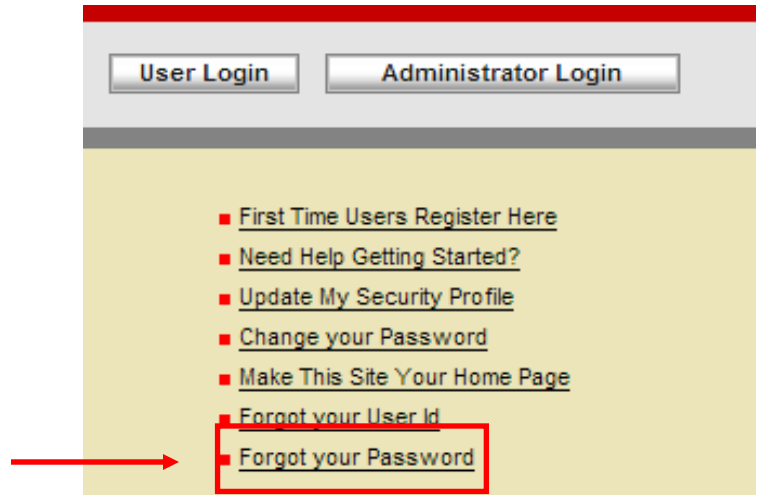 User Login Administrator Login
First Time Users Register Here
Need Help Getting Started?
Update My Security Profile
Change your Password
Make This Site Your Home Page
Forgot your User Id
Forgot your Password